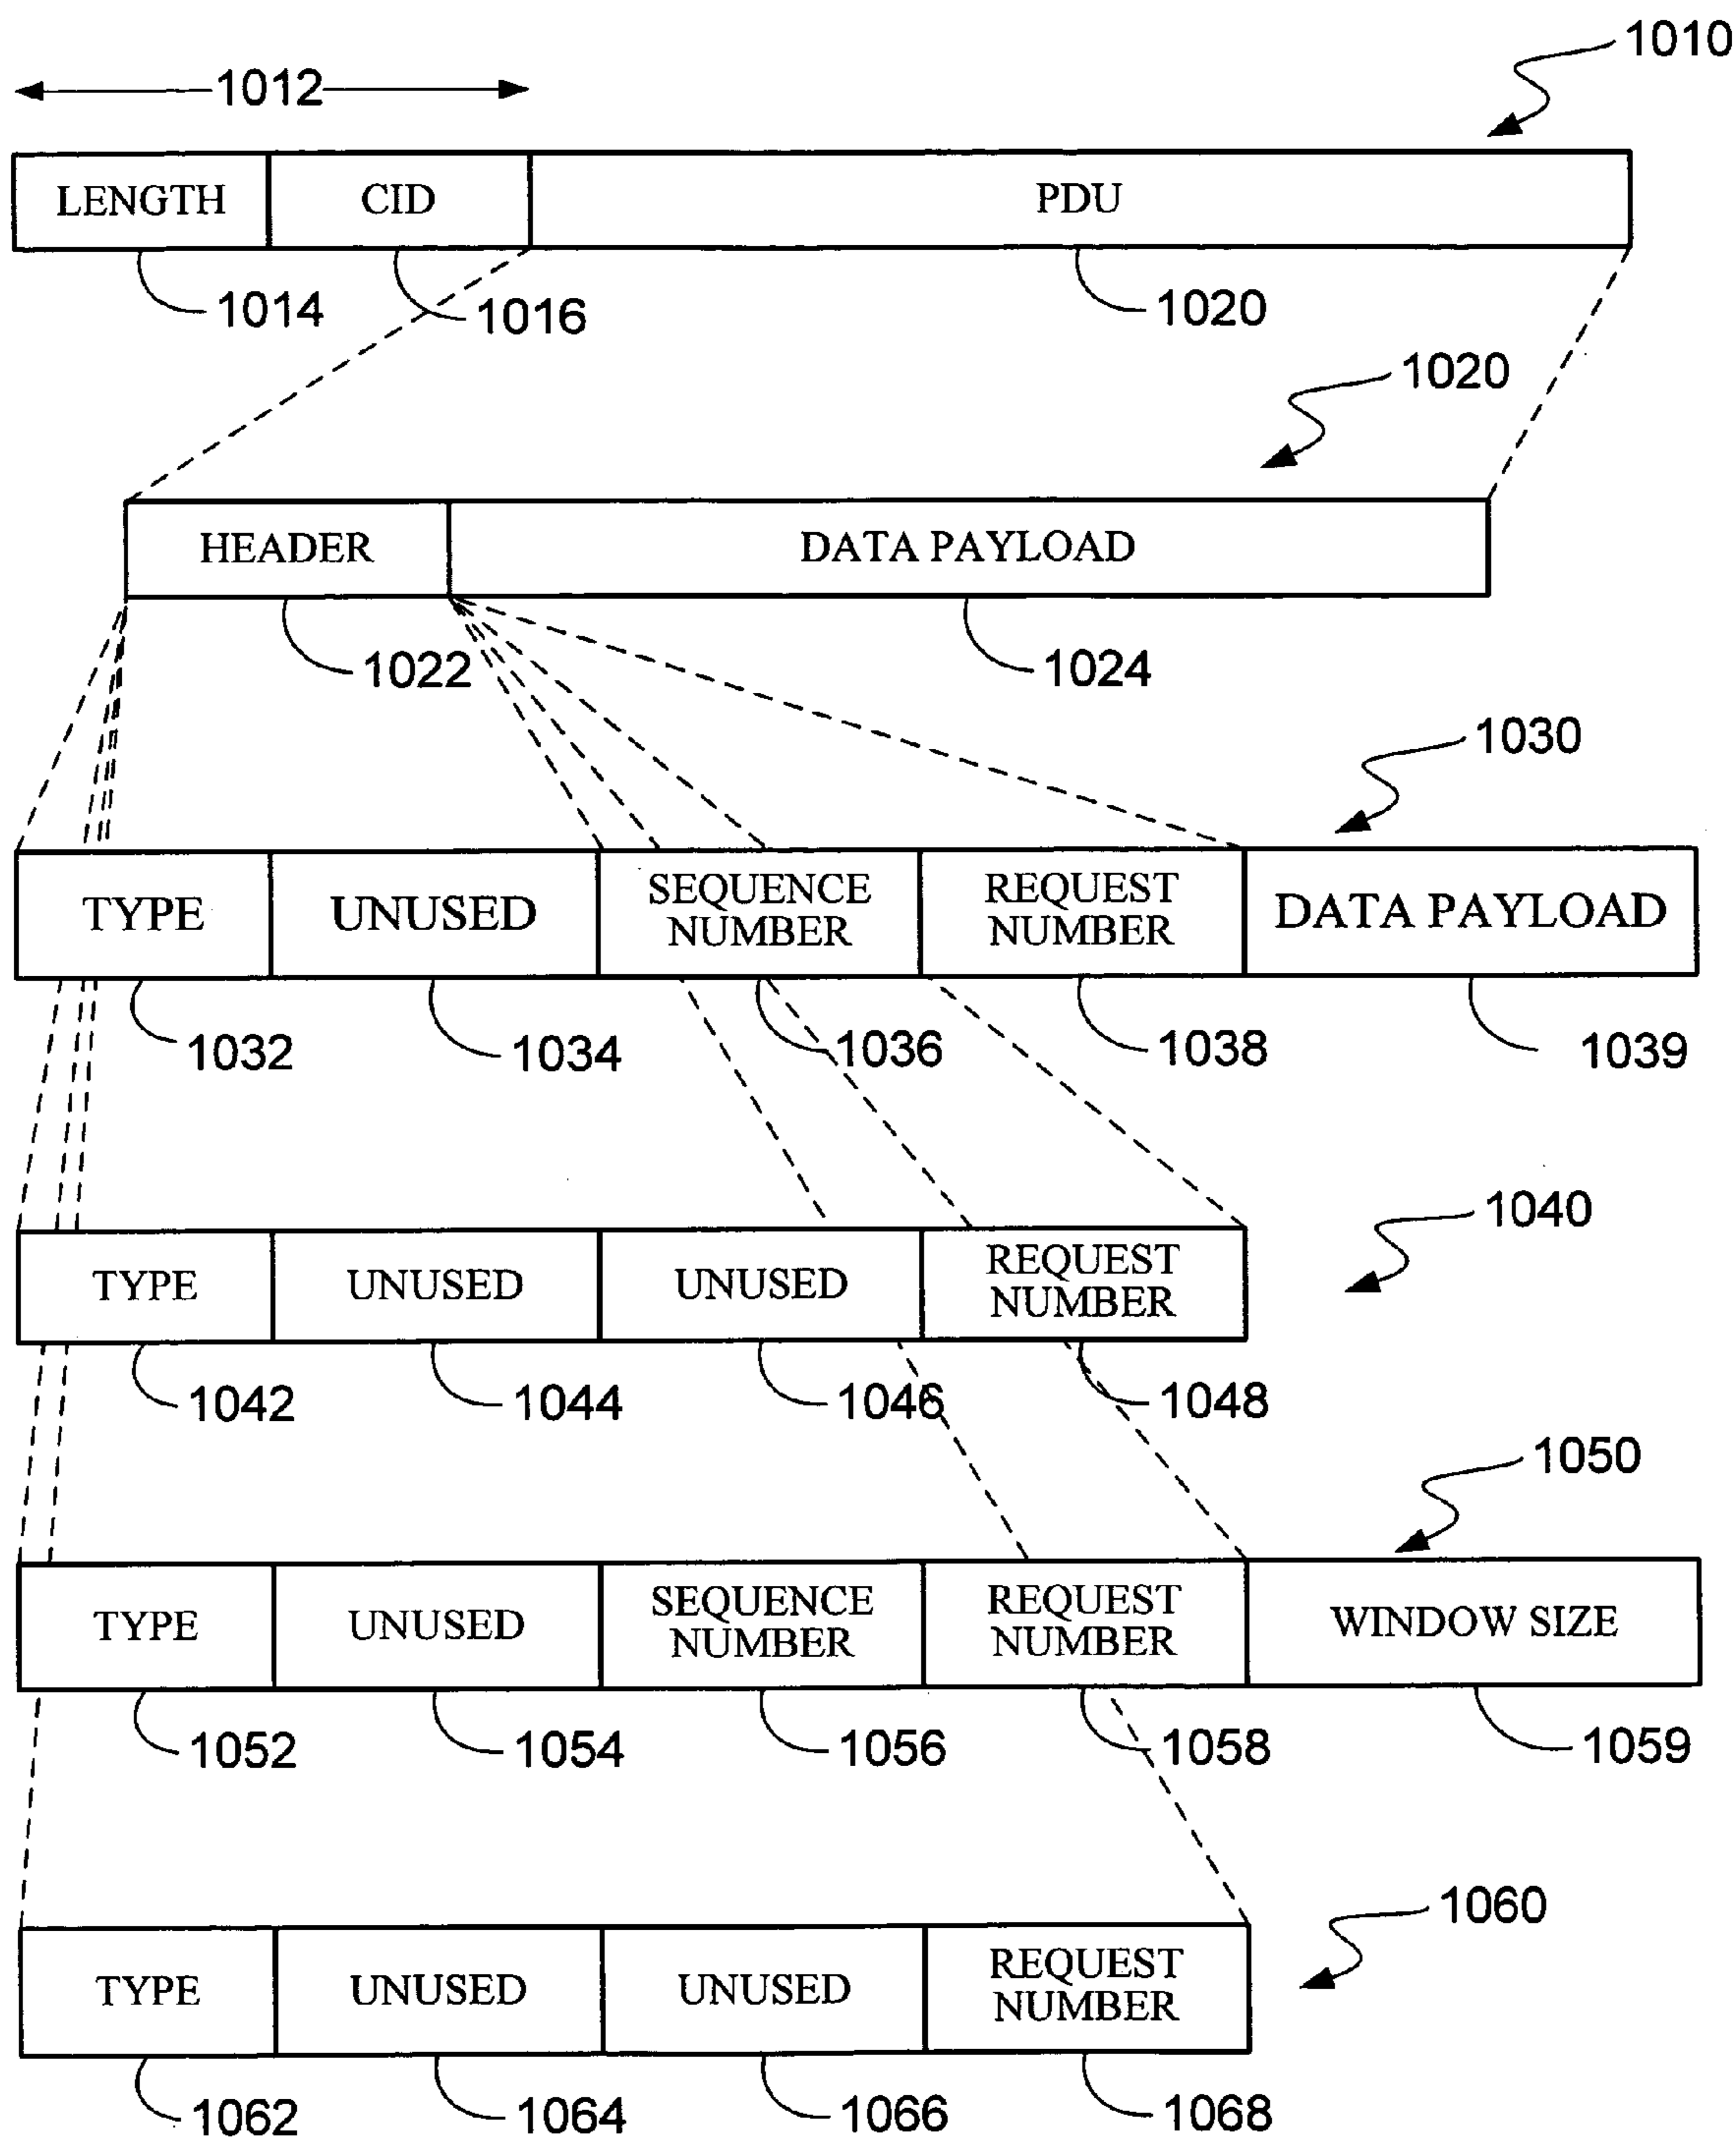 1010
1012
LENGTH CID PDU
1014 1016 1020
1020
HEADER DATA PAYLOAD
1022 1024
1030
TYPE UNUSED SEQUENCE NUMBER REQUEST NUMBER DATA PAYLOAD
1032 1034 1036 1038 1039
1040
TYPE UNUSED UNUSED REQUEST NUMBER
1042 1044 1046 1048
1050
TYPE UNUSED SEQUENCE NUMBER REQUEST NUMBER WINDOW SIZE
1052 1054 1056 1058 1059
1060
TYPE UNUSED UNUSED REQUEST NUMBER
1062 1064 1066 1068